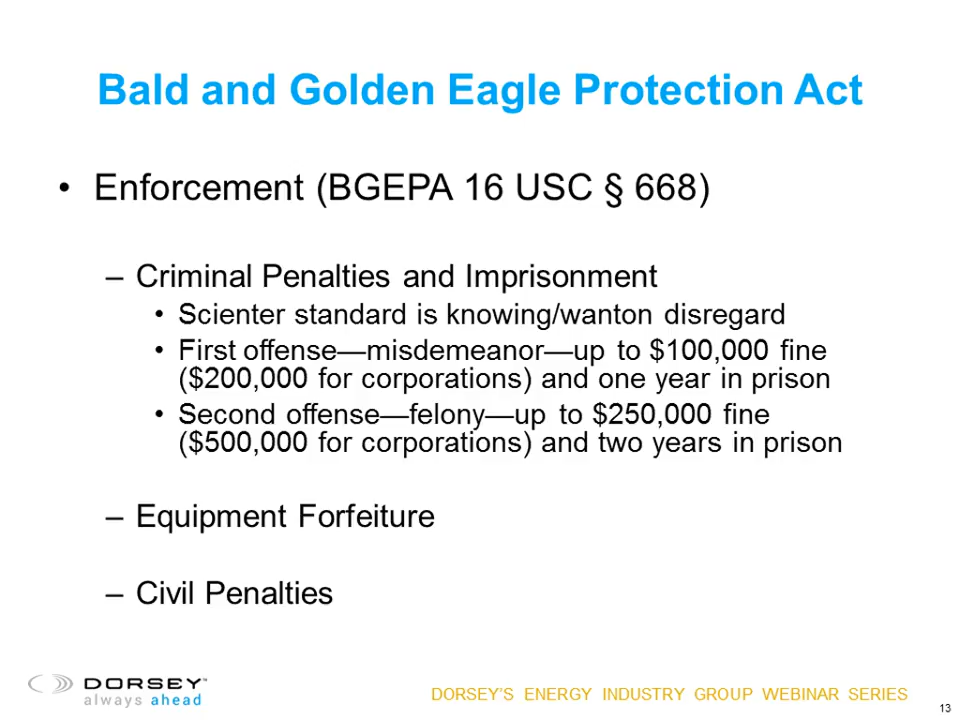 Bald and Golden Eagle Protection Act
• Enforcement (BGEPA 16 USC § 668)
– Criminal Penalties and Imprisonment
• Scienter standard is knowing/wanton disregard
• First offense—misdemeanor—up to $100,000 fine
($200,000 for corporations) and one year in prison
• Second offense—felony—up to $250,000 fine
($500,000 for corporations) and two years in prison
– Equipment Forfeiture
– Civil Penalties
DORSEY™
always ahead
DORSEY'S ENERGY INDUSTRY GROUP WEBINAR SERIES
13